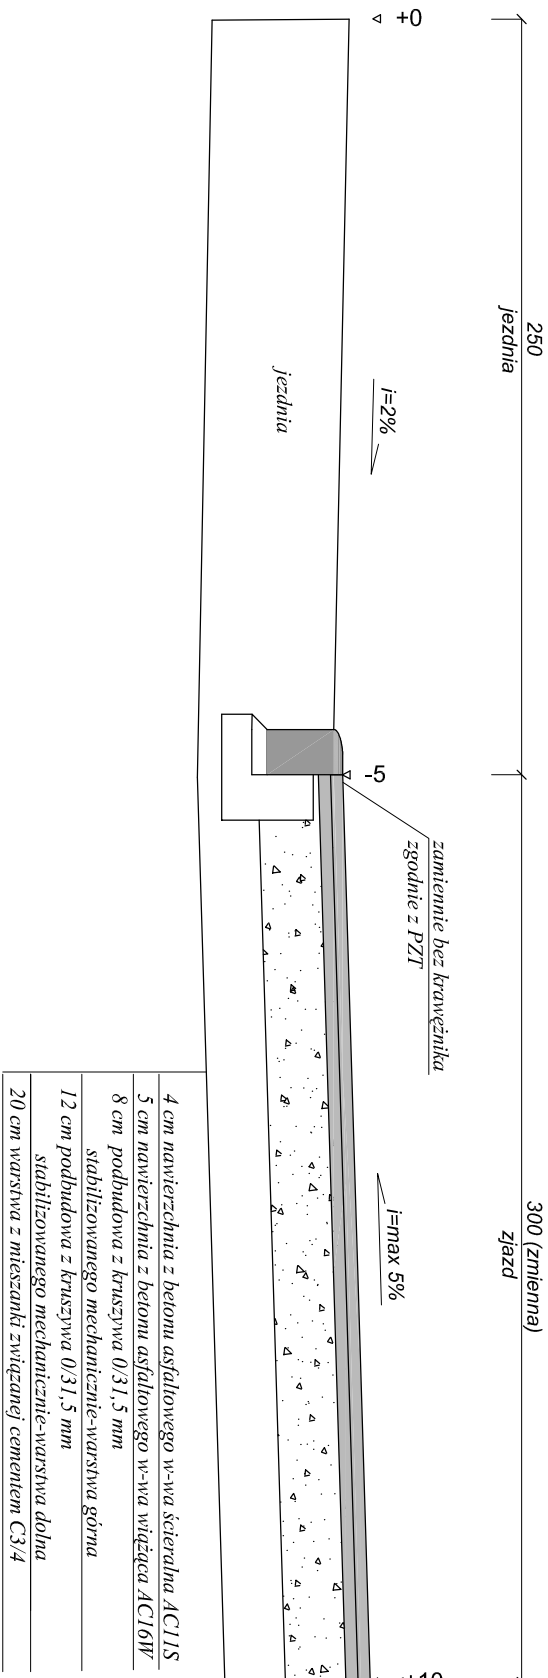 250
jezdnia
300 (zmienna)
zjazd
+0
i=2%
-5
zamiennie bez krawężnika
zgodnie z PZT
i=max 5%
jezdnia
4 cm nawierzchnia z betonu asfaltowego w-wa ścieralna AC11S
5 cm nawierzchnia z betonu asfaltowego w-wa wiążąca AC16W
8 cm podbudowa z kruszywa 0/31,5 mm
stabilizowanego mechanicznie-warstwa górna
12 cm podbudowa z kruszywa 0/31,5 mm
stabilizowanego mechanicznie-warstwa dolna
20 cm warstwa z mieszanki związanej cementem C3/4